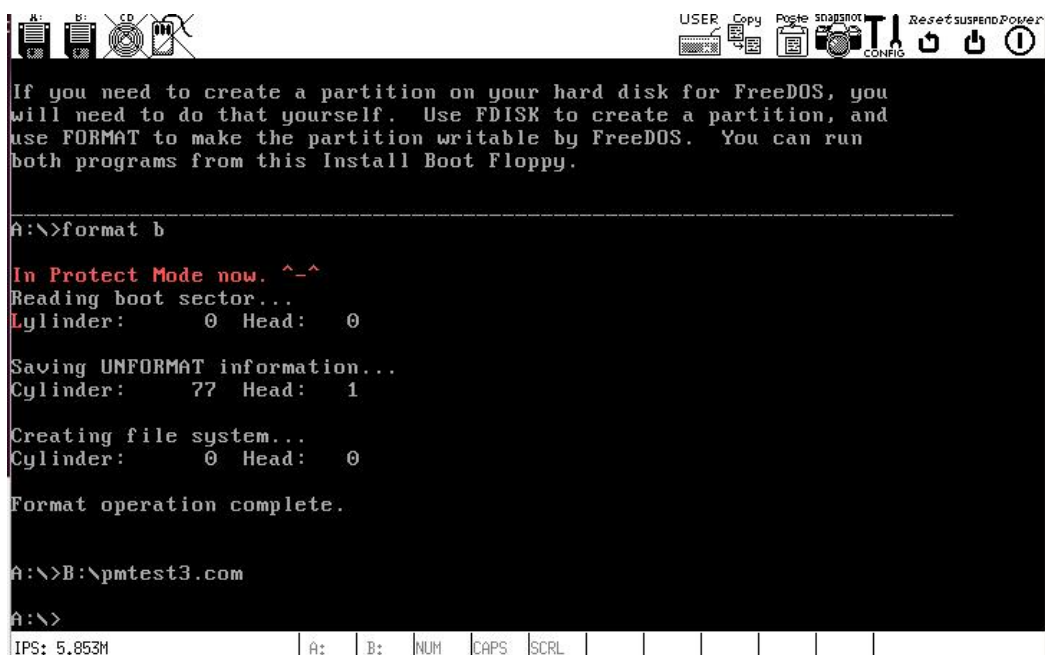 A: B: CD USER Copy Poste snapshot CONFIG Reset SUSPEND Power
If you need to create a partition on your hard disk for FreeDOS, you
will need to do that yourself.  Use FDISK to create a partition, and
use FORMAT to make the partition writable by FreeDOS.  You can run
both programs from this Install Boot Floppy.
A:\>format b
In Protect Mode now. ^-^
Reading boot sector...
Lylinder:      0  Head:   0
Saving UNFORMAT information...
Cylinder:     77  Head:   1
Creating file system...
Cylinder:      0  Head:   0
Format operation complete.
A:\>B:\pmtest3.com
A:\>
IPS: 5.853M A: B: NUM CAPS SCRL